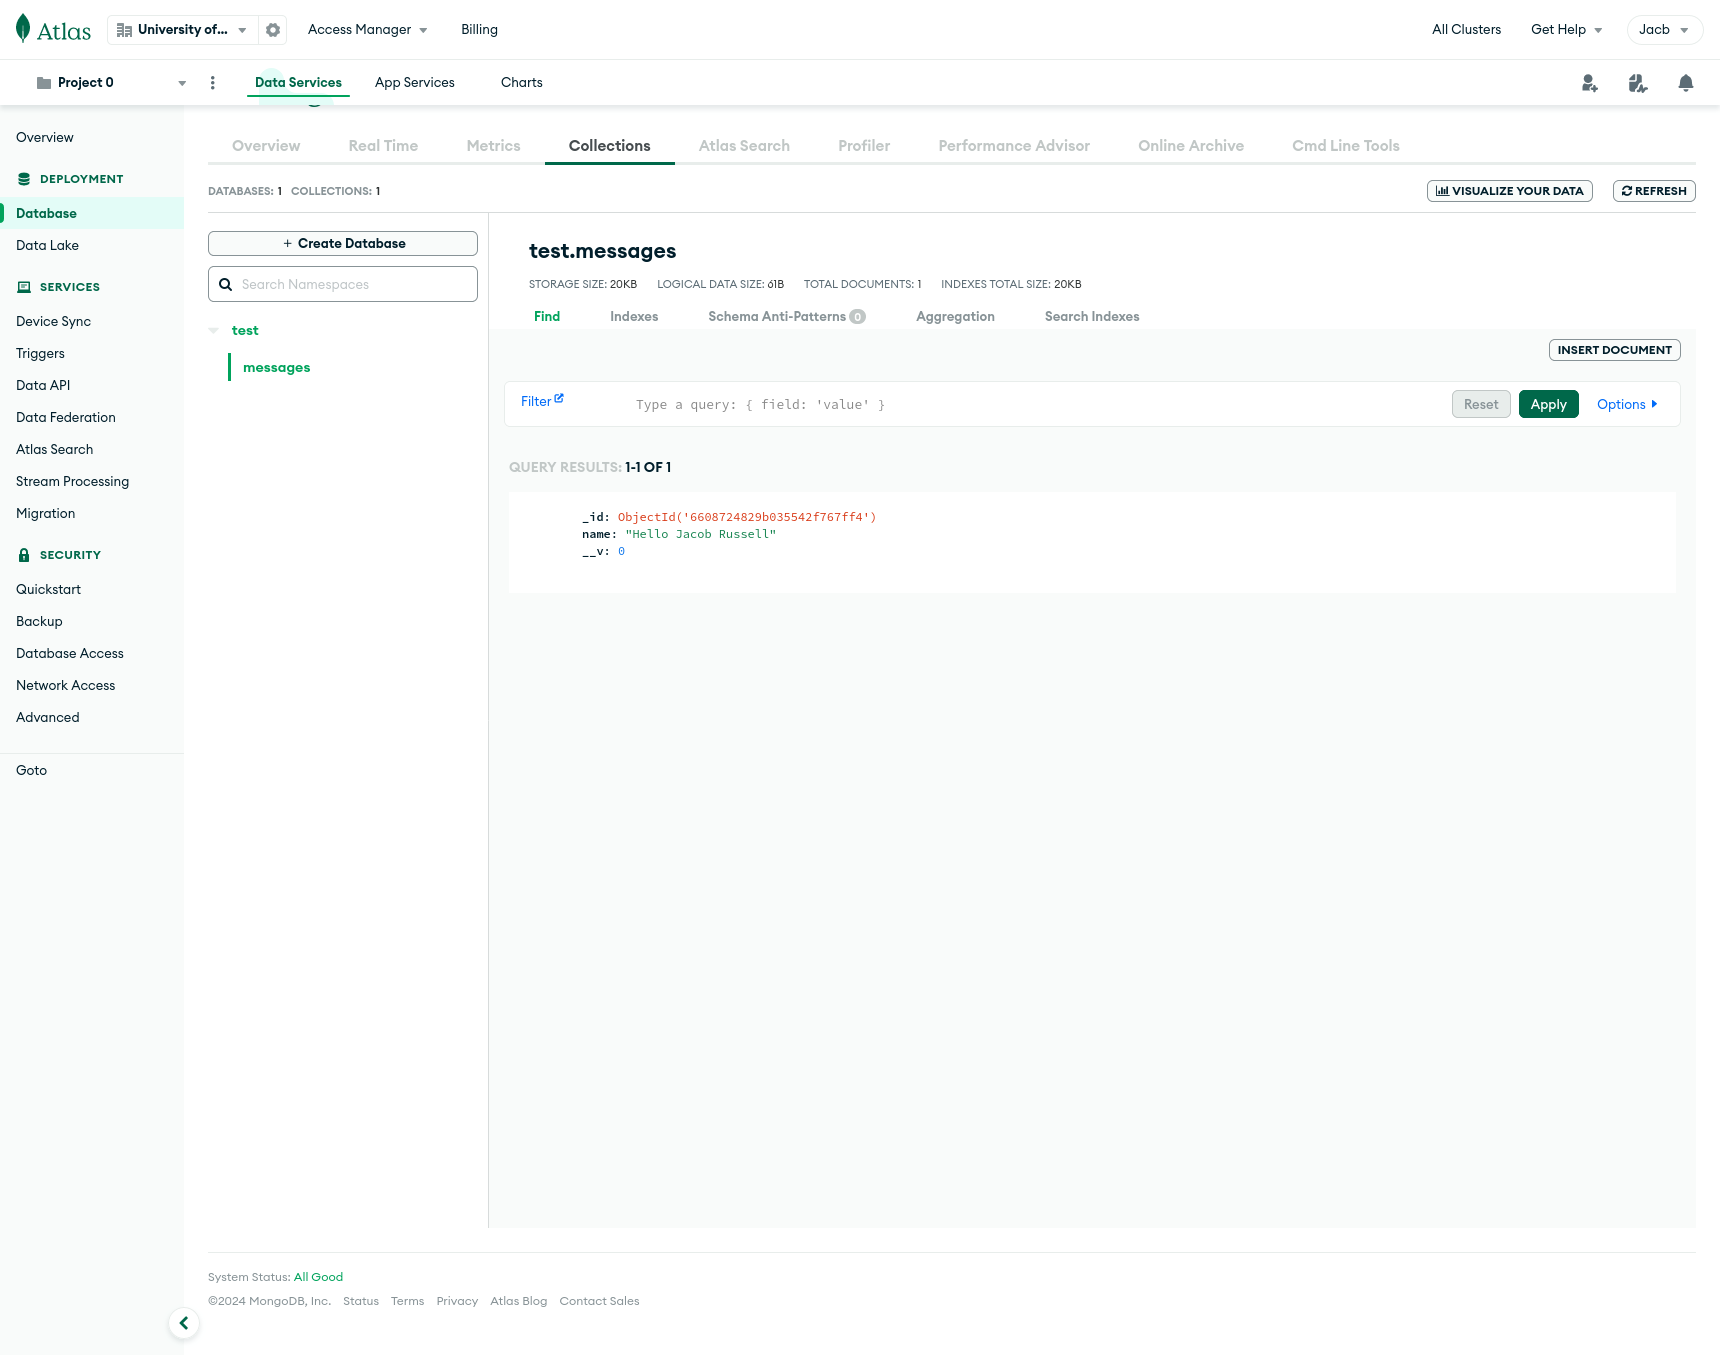 Atlas
University of...
Access Manager
Billing
All Clusters
Get Help
Jacb
Project 0
Data Services
App Services
Charts
Overview
DEPLOYMENT
Database
Data Lake
SERVICES
Device Sync
Triggers
Data API
Data Federation
Atlas Search
Stream Processing
Migration
SECURITY
Quickstart
Backup
Database Access
Network Access
Advanced
Goto
Overview
Real Time
Metrics
Collections
Atlas Search
Profiler
Performance Advisor
Online Archive
Cmd Line Tools
DATABASES: 1 COLLECTIONS: 1
VISUALIZE YOUR DATA
REFRESH
+ Create Database
Search Namespaces
test
messages
test.messages
STORAGE SIZE: 20KB LOGICAL DATA SIZE: 61B TOTAL DOCUMENTS: 1 INDEXES TOTAL SIZE: 20KB
Find
Indexes
Schema Anti-Patterns 0
Aggregation
Search Indexes
INSERT DOCUMENT
Filter
Type a query: { field: 'value' }
Reset
Apply
Options
QUERY RESULTS: 1-1 OF 1
_id: ObjectId('6608724829b035542f767ff4')
name: "Hello Jacob Russell"
__v: 0
System Status: All Good
©2024 MongoDB, Inc. Status Terms Privacy Atlas Blog Contact Sales